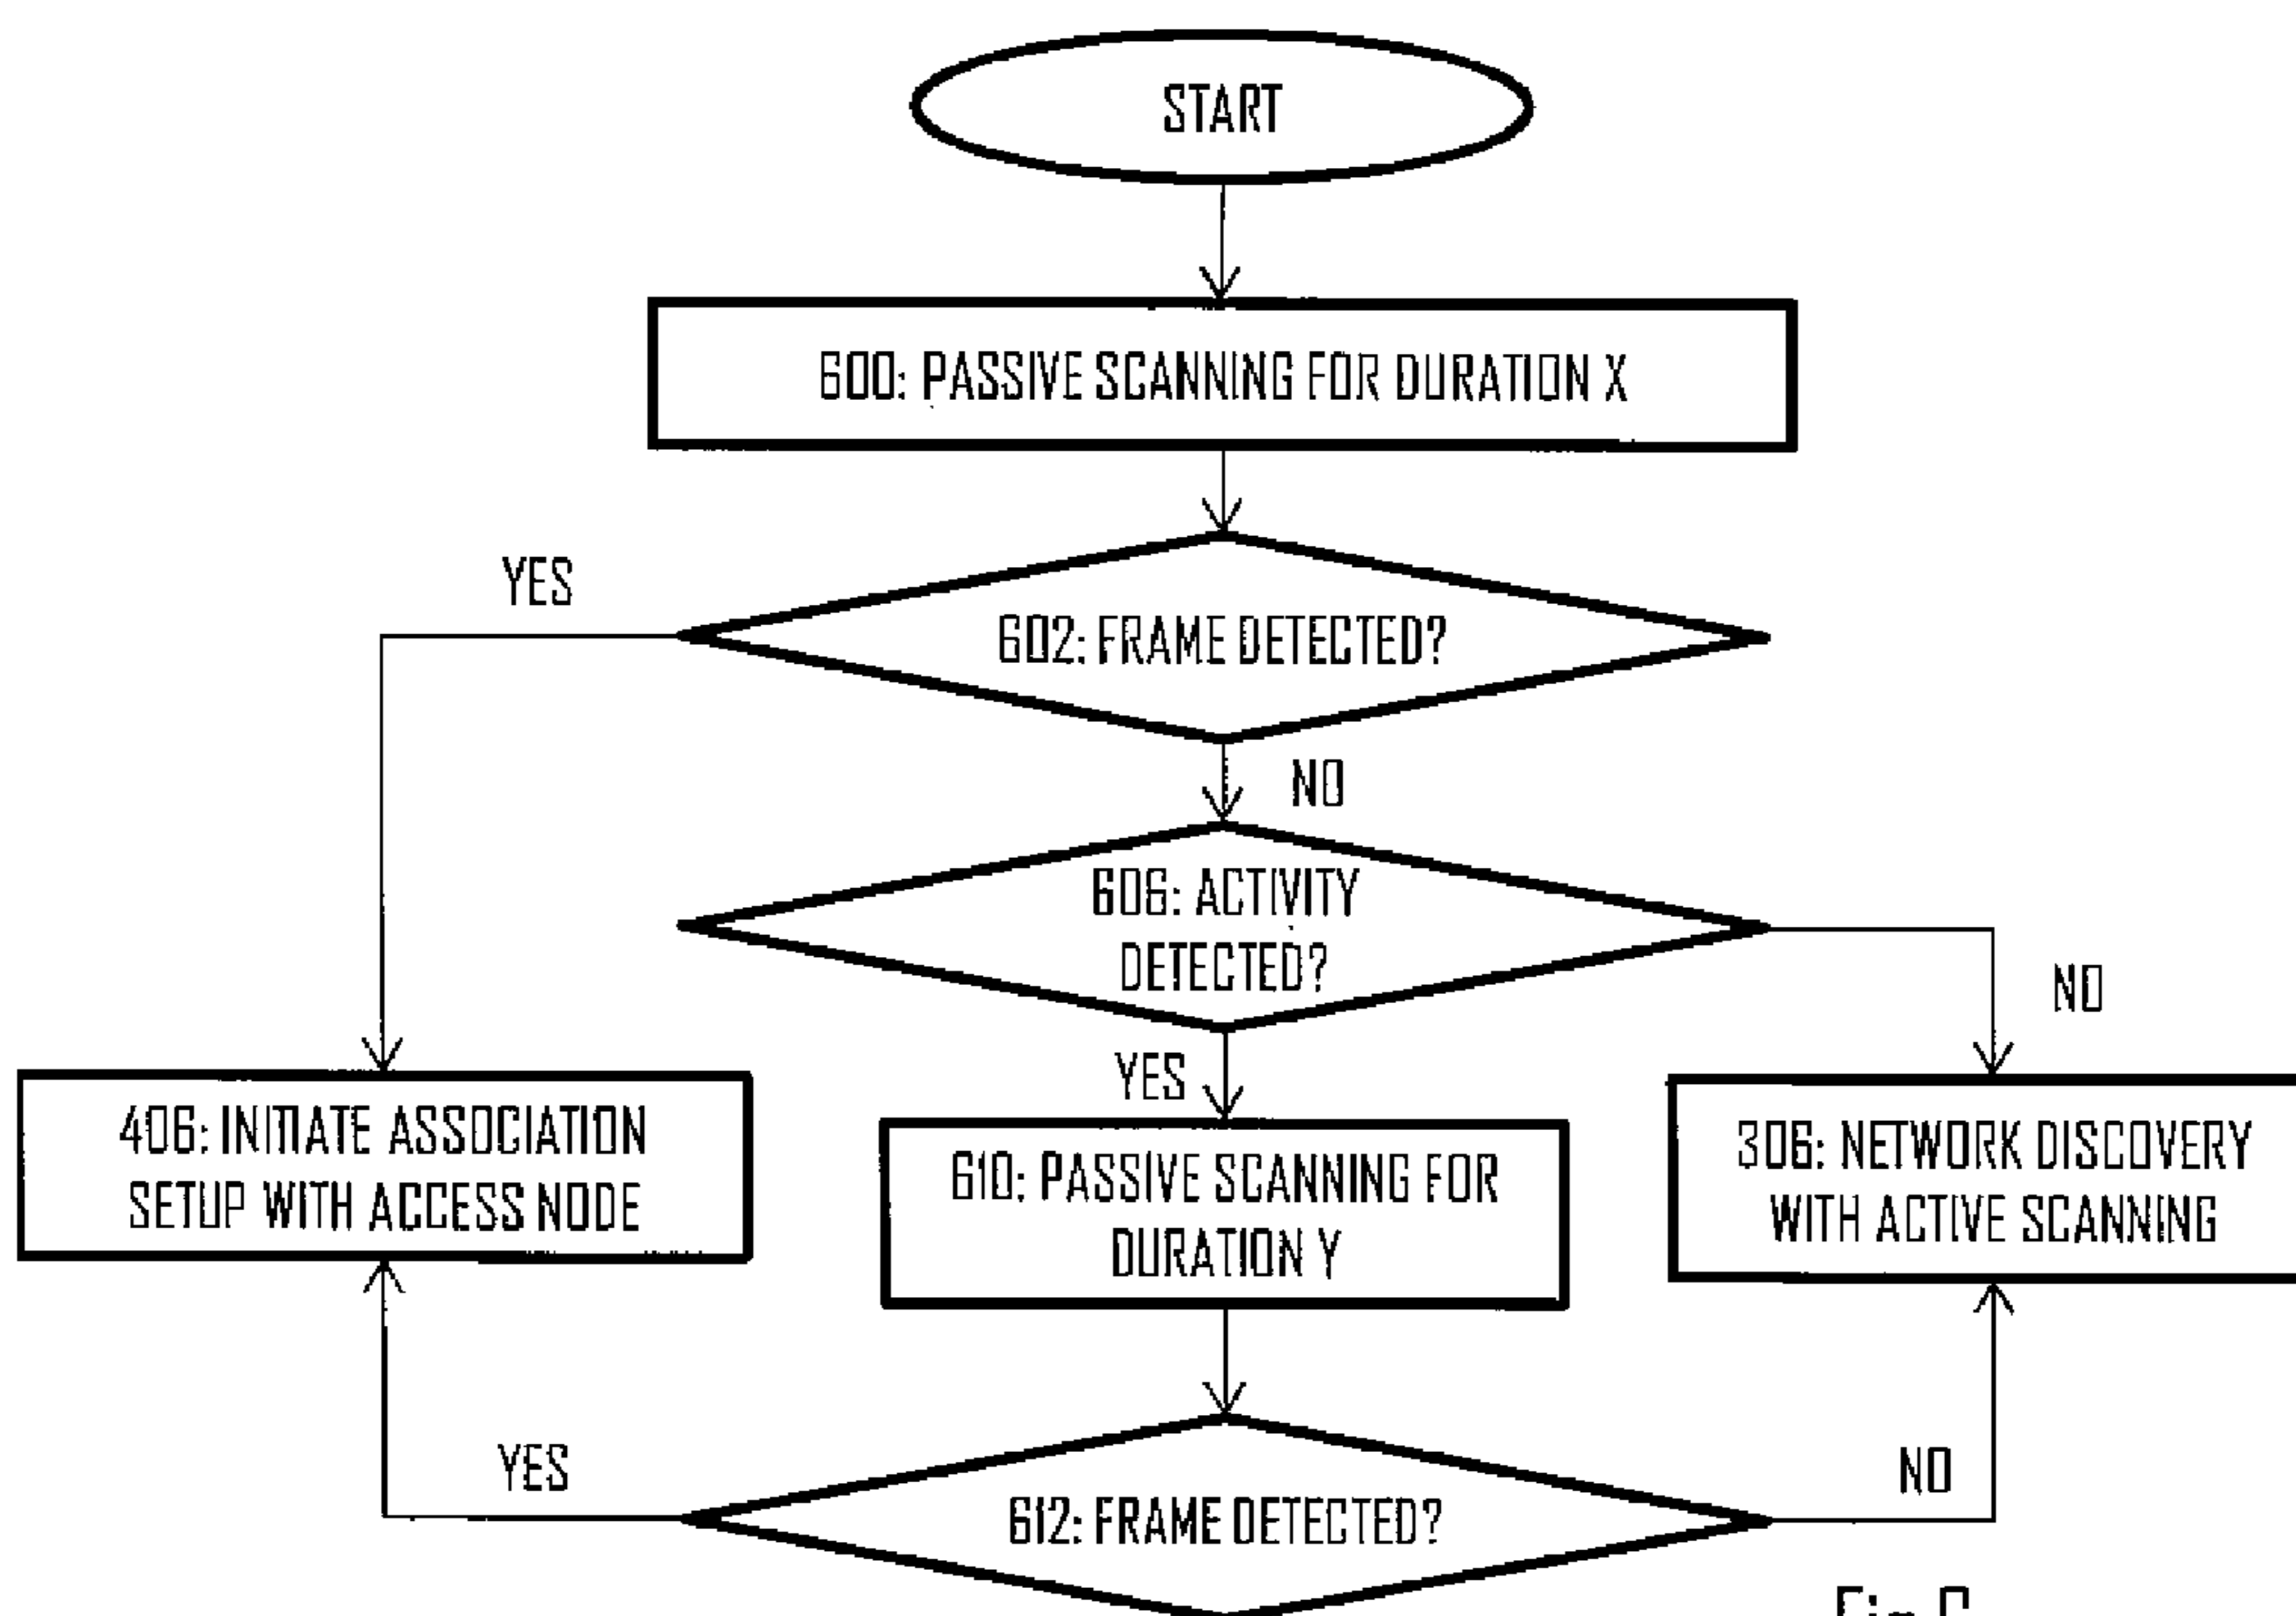 START
600: PASSIVE SCANNING FOR DURATION X
YES
602: FRAME DETECTED?
NO
606: ACTIVITY
DETECTED?
NO
YES
406: INITIATE ASSOCIATION
SETUP WITH ACCESS NODE
610: PASSIVE SCANNING FOR
DURATION Y
306: NETWORK DISCOVERY
WITH ACTIVE SCANNING
YES
NO
612: FRAME DETECTED?